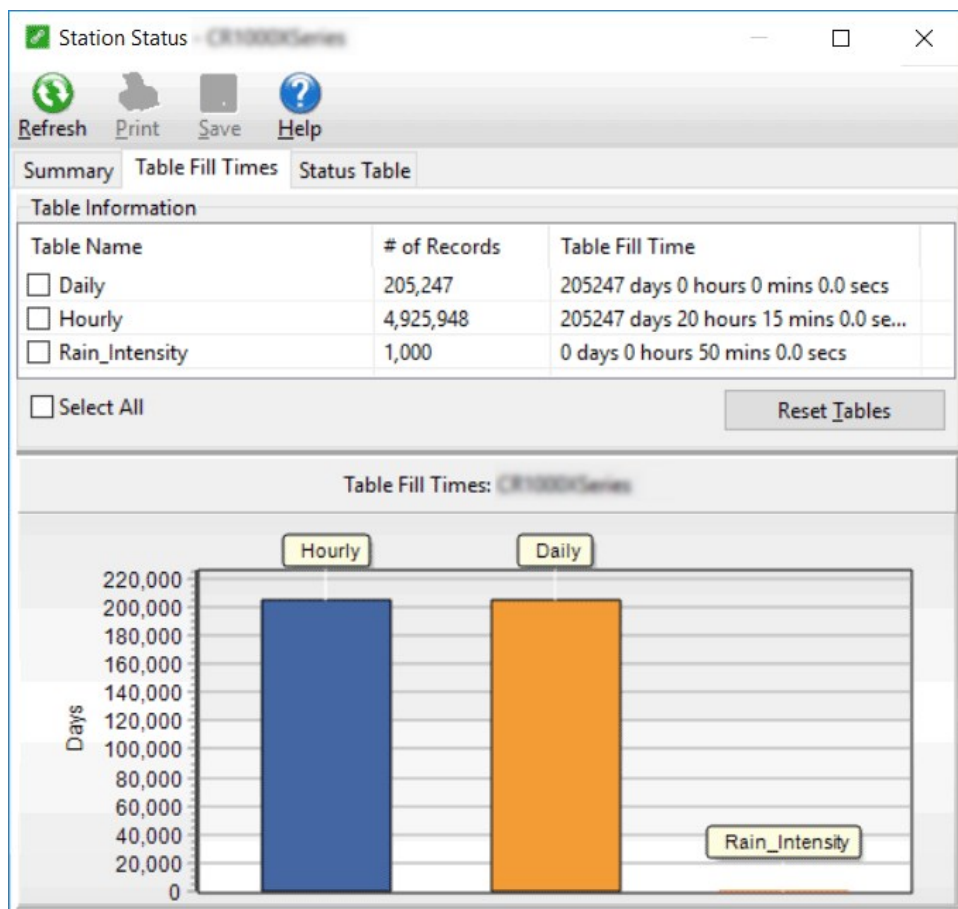 Station Status -
Refresh Print Save Help
Summary Table Fill Times Status Table
Table Information
Table Name # of Records Table Fill Time
Daily 205,247 205247 days 0 hours 0 mins 0.0 secs
Hourly 4,925,948 205247 days 20 hours 15 mins 0.0 se...
Rain_Intensity 1,000 0 days 0 hours 50 mins 0.0 secs
Select All Reset Tables
Table Fill Times:
Hourly Daily
220,000
200,000
180,000
160,000
140,000
120,000
Days
100,000
80,000
60,000
40,000
Rain_Intensity
20,000
0